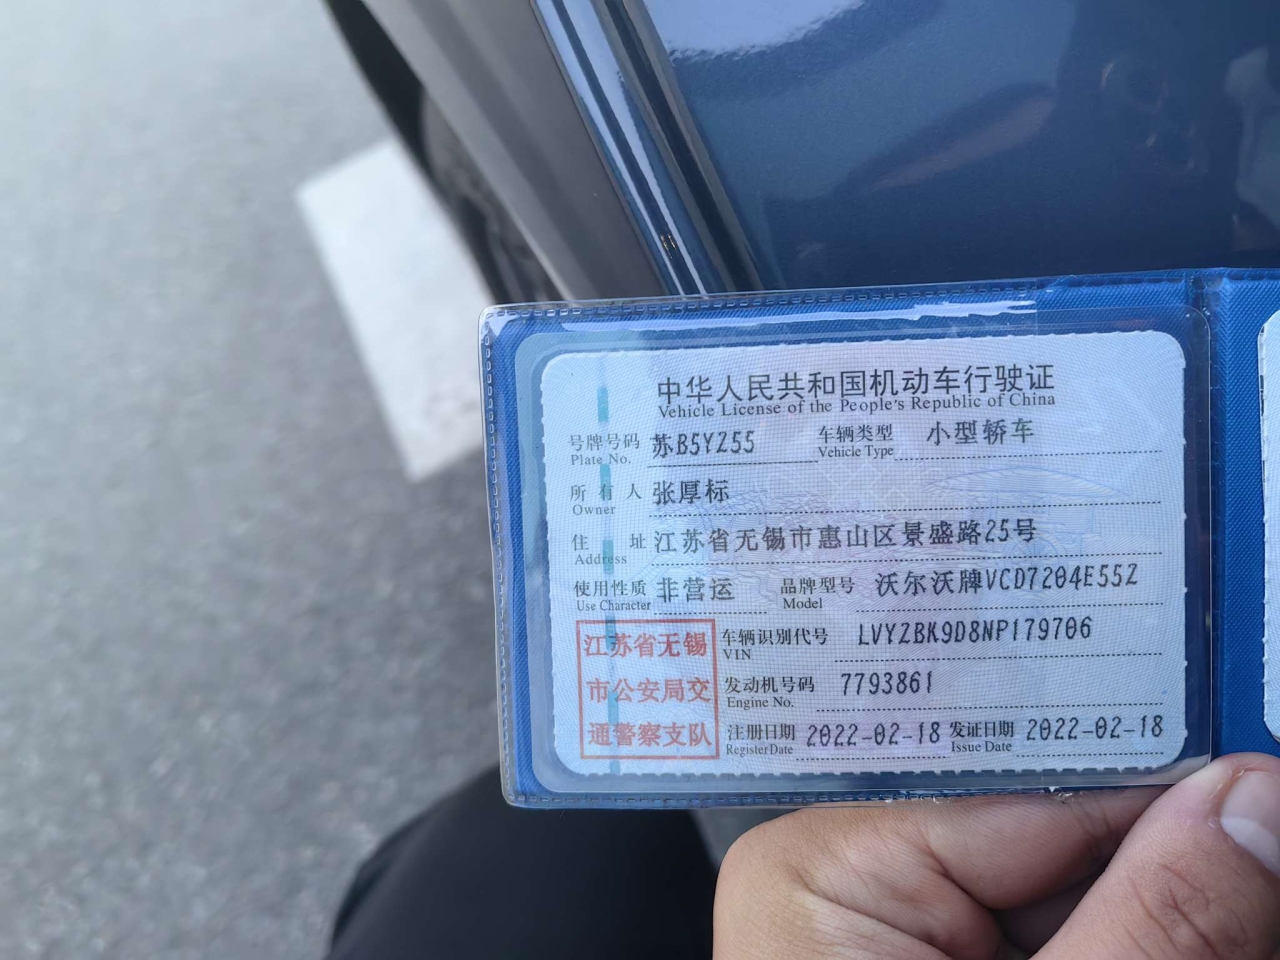 中华人民共和国机动车行驶证
Vehicle License of the People's Republic of China
号牌号码 苏B5YZ55 车辆类型 小型轿车
Plate No. Vehicle Type
所有人 张厚标
Owner
住址 江苏省无锡市惠山区景盛路25号
Address
使用性质 非营运 品牌型号 沃尔沃牌VCD7204E55Z
Use Character Model
江苏省无锡 车辆识别代号 LVYZBK9D8NP179706
VIN
市公安局交 发动机号码 7793861
Engine No.
通警察支队 注册日期 2022-02-18 发证日期 2022-02-18
Register Date Issue Date